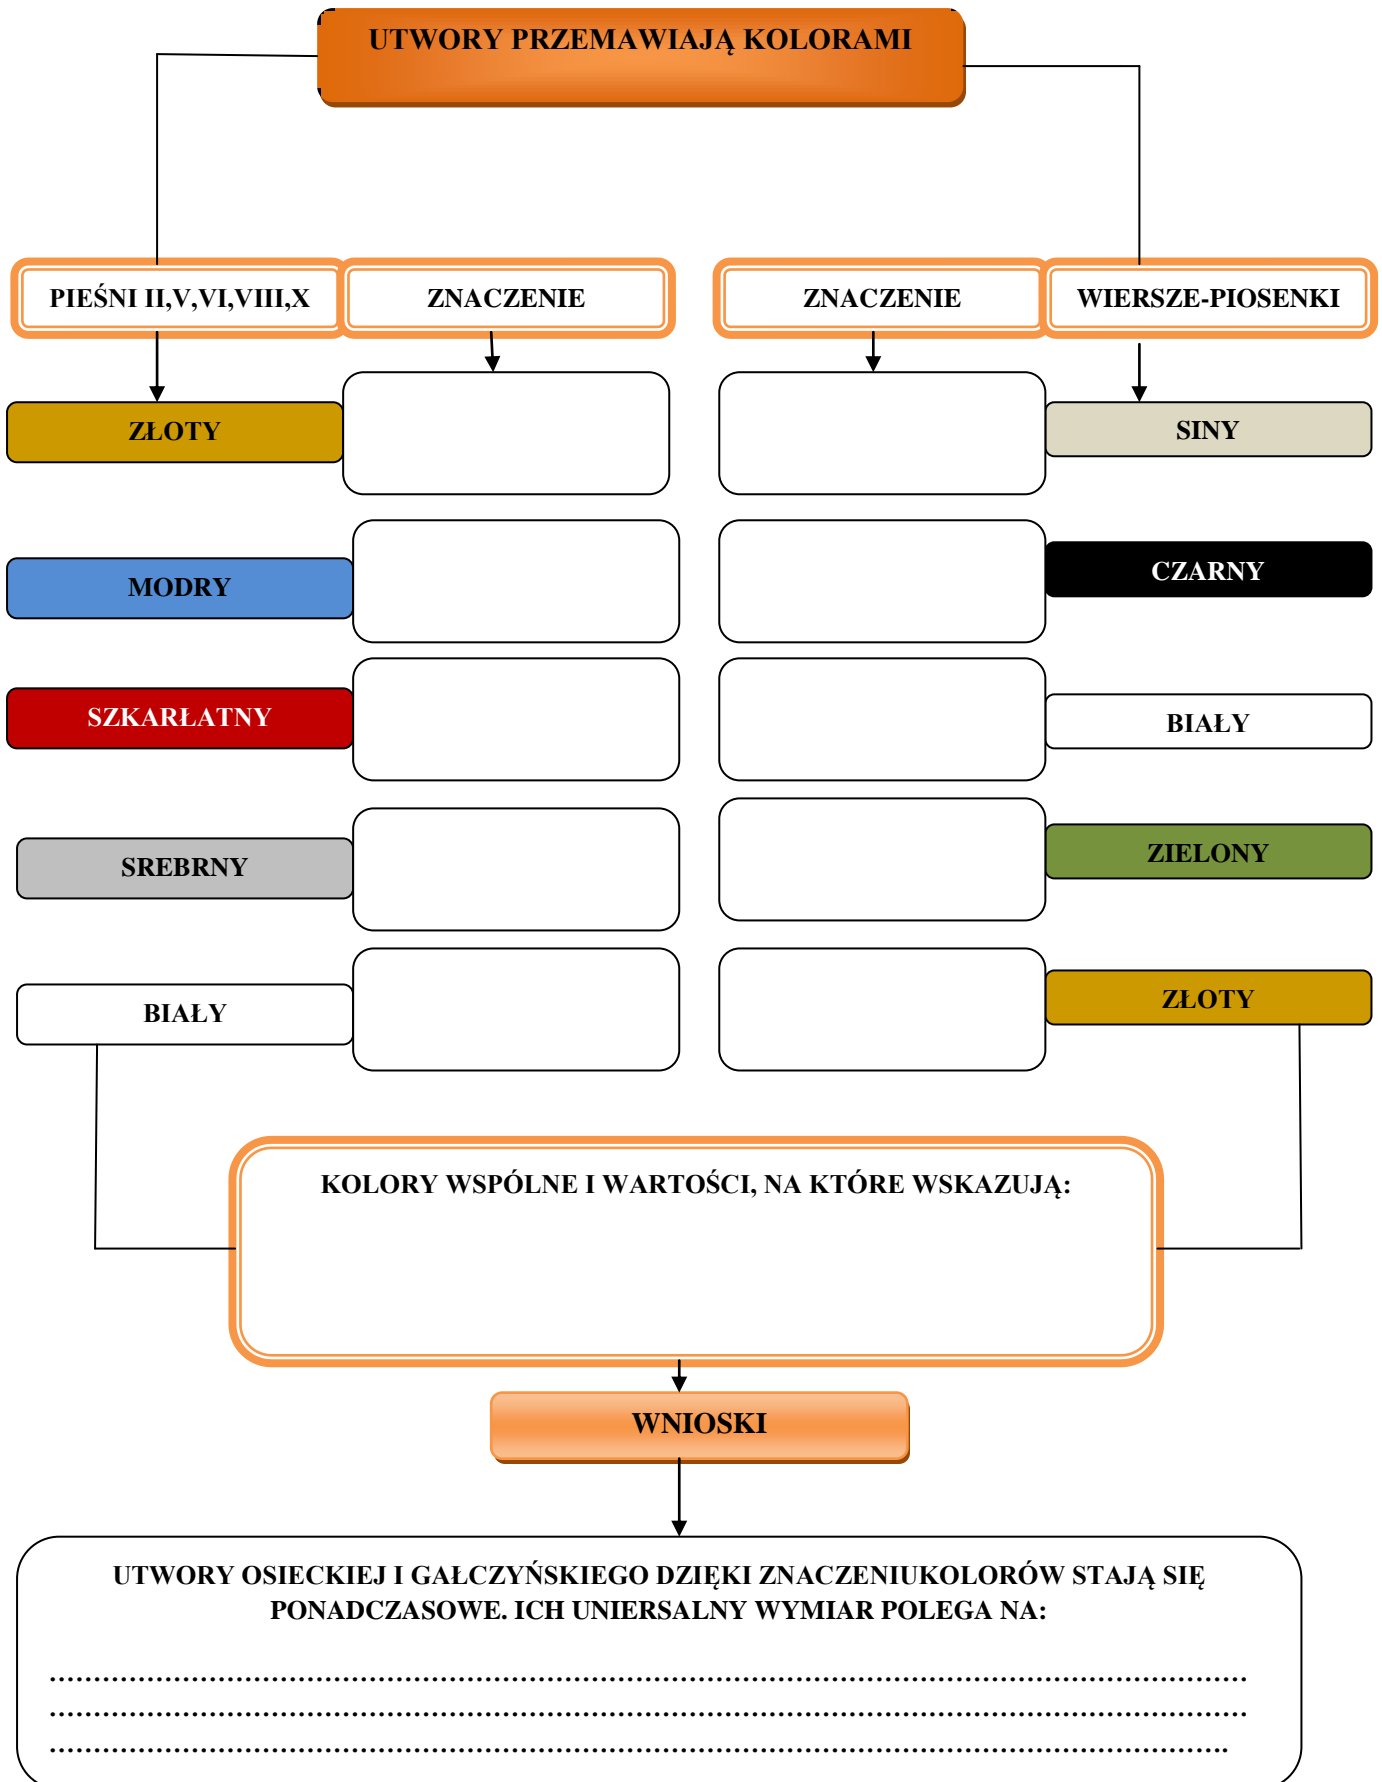 UTWORY PRZEMAWIAJĄ KOLORAMI
PIEŚNI II,V,VI,VIII,X
ZNACZENIE
ZNACZENIE
WIERSZE-PIOSENKI
ZŁOTY
SINY
MODRY
CZARNY
SZKARŁATNY
BIAŁY
SREBRNY
ZIELONY
BIAŁY
ZŁOTY
KOLORY WSPÓLNE I WARTOŚCI, NA KTÓRE WSKAZUJĄ:
WNIOSKI
UTWORY OSIECKIEJ I GAŁCZYŃSKIEGO DZIĘKI ZNACZENIUKOLORÓW STAJĄ SIĘ
PONADCZASOWE. ICH UNIERSALNY WYMIAR POLEGA NA: